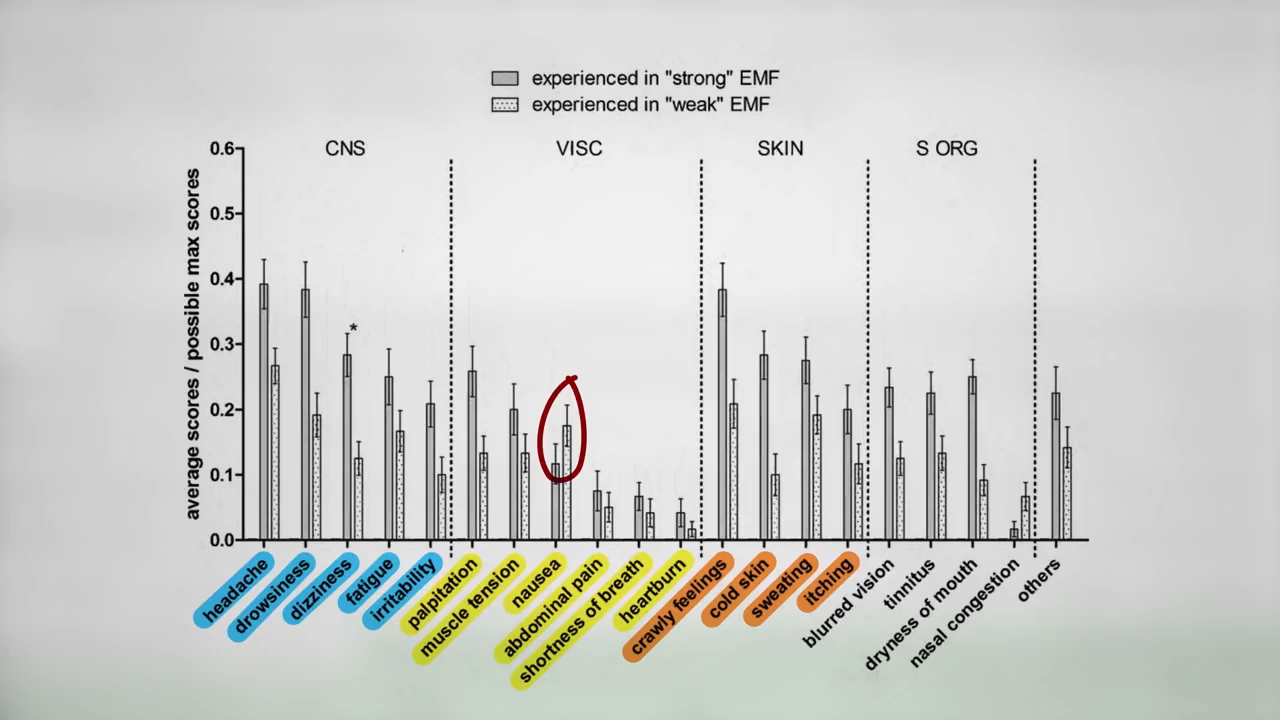 experienced in "strong" EMF
experienced in "weak" EMF
CNS
VISC
SKIN
S ORG
average scores / possible max scores
0.6
0.5
0.4
0.3
0.2
0.1
0.0
*
headache
drowsiness
dizziness
fatigue
irritability
palpitation
muscle tension
nausea
abdominal pain
shortness of breath
heartburn
crawly feelings
cold skin
sweating
itching
blurred vision
tinnitus
dryness of mouth
nasal congestion
others